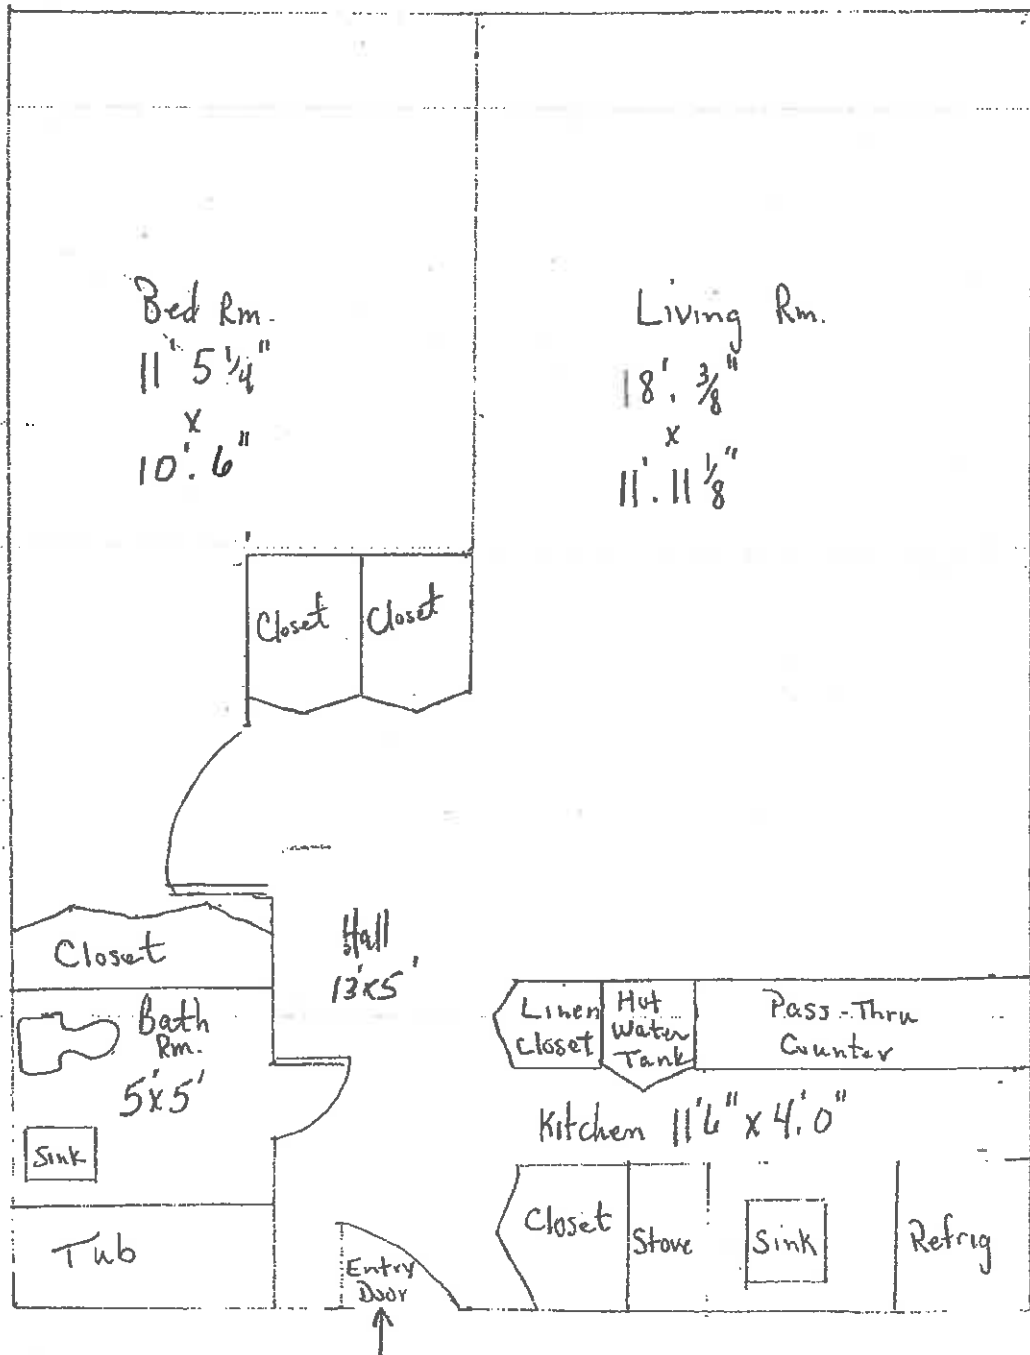 Bed Rm.
11' 5 1/4"
x
10'. 6"
Living Rm.
18'. 3/8"
x
11'. 11 1/8"
Closet
Closet
Closet
Hall
13'x5'
Bath
Rm.
5'x5'
Sink
Tub
Linen
Closet
Hot
Water
Tank
Pass-Thru
Counter
Kitchen 11'6" x 4'.0"
Closet
Stove
Sink
Refrig
Entry
Door